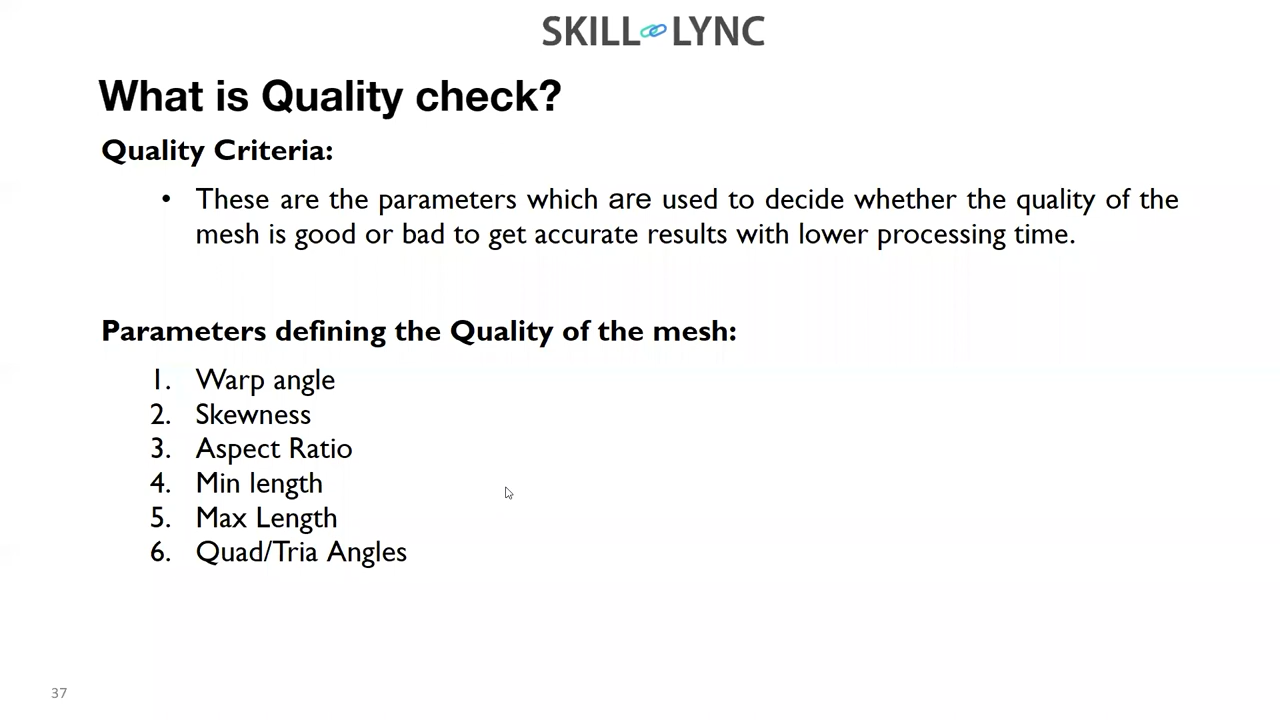 SKILL LYNC
What is Quality check?
Quality Criteria:
• These are the parameters which are used to decide whether the quality of the
mesh is good or bad to get accurate results with lower processing time.
Parameters defining the Quality of the mesh:
1. Warp angle
2. Skewness
3. Aspect Ratio
4. Min length
5. Max Length
6. Quad/Tria Angles
37